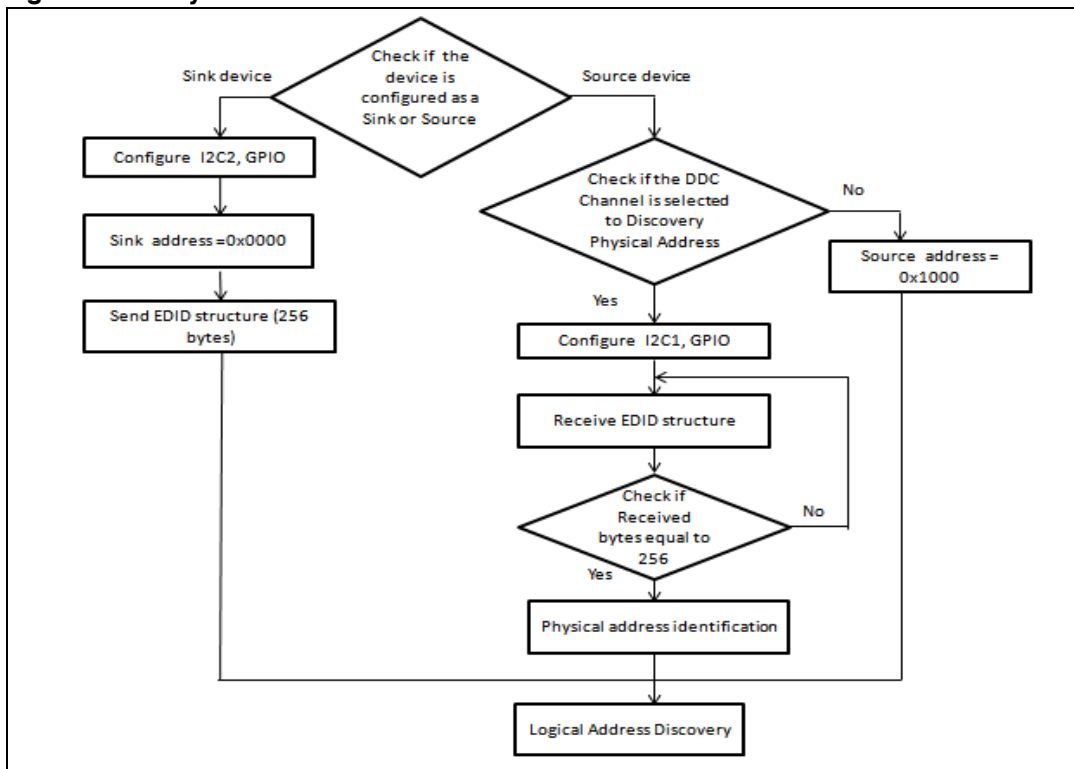 Check if the
device is
configured as a
Sink or Source
Sink device
Source device
Configure I2C2, GPIO
Sink address =0x0000
Send EDID structure (256
bytes)
Check if the DDC
Channel is selected
to Discovery
Physical Address
No
Source address =
0x1000
Yes
Configure I2C1, GPIO
Receive EDID structure
Check if
Received
bytes equal to
256
No
Yes
Physical address identification
Logical Address Discovery